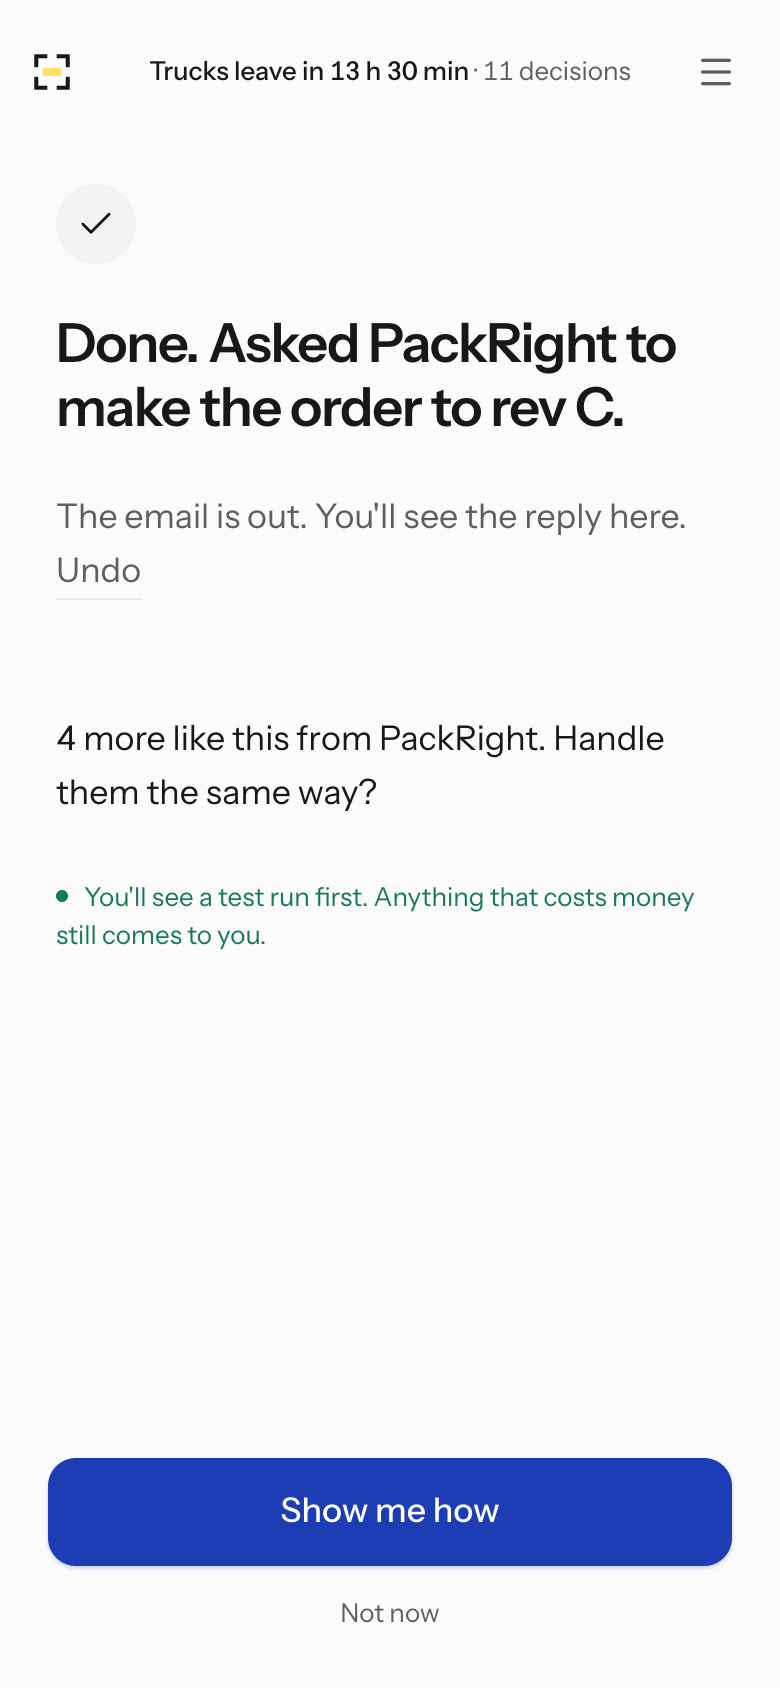 Trucks leave in 13 h 30 min · 11 decisions
Done. Asked PackRight to
make the order to rev C.
The email is out. You'll see the reply here.
Undo
4 more like this from PackRight. Handle
them the same way?
You'll see a test run first. Anything that costs money
still comes to you.
Show me how
Not now